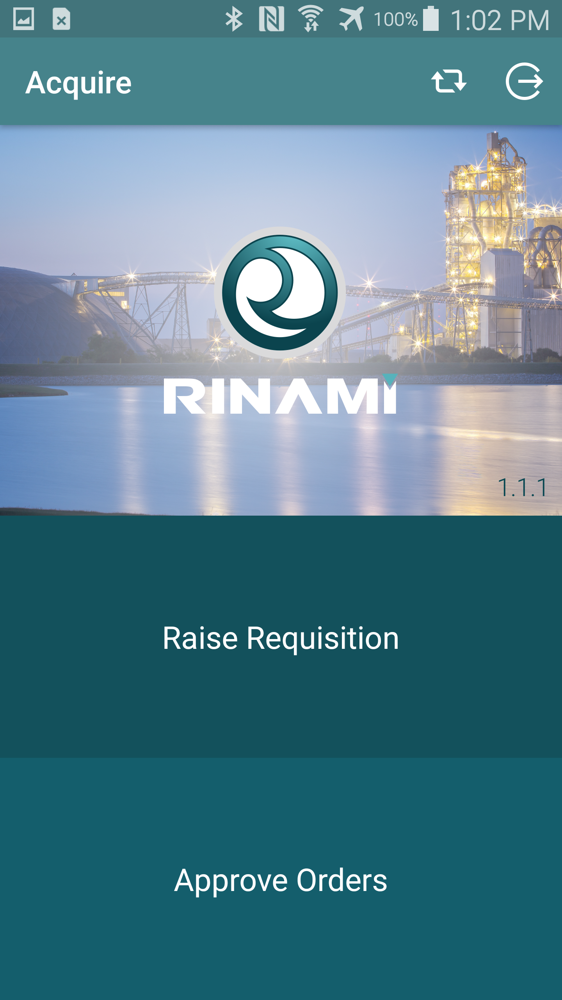 100% 1:02 PM
Acquire
RINAMI
1.1.1
Raise Requisition
Approve Orders